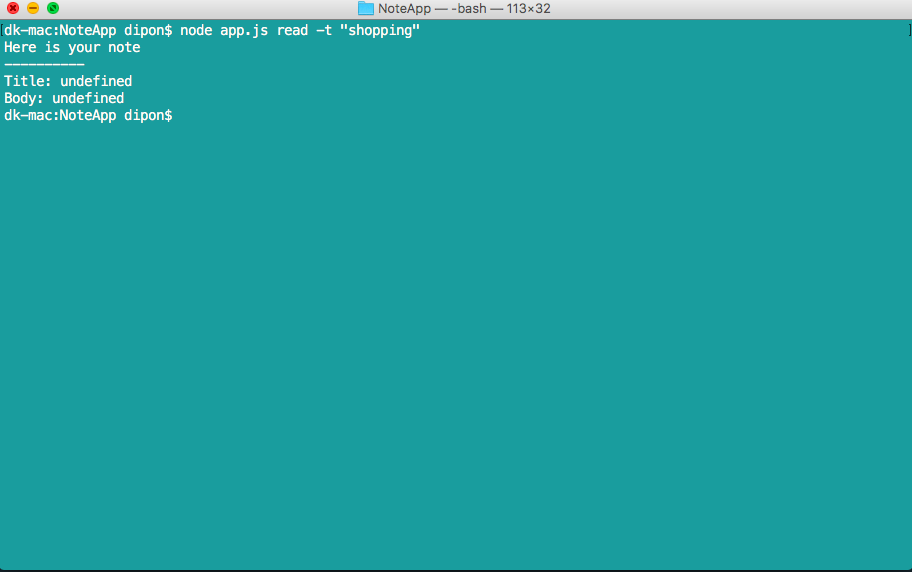 NoteApp — -bash — 113×32
[dk-mac:NoteApp dipon$ node app.js read -t "shopping" ]
Here is your note
----------
Title: undefined
Body: undefined
dk-mac:NoteApp dipon$